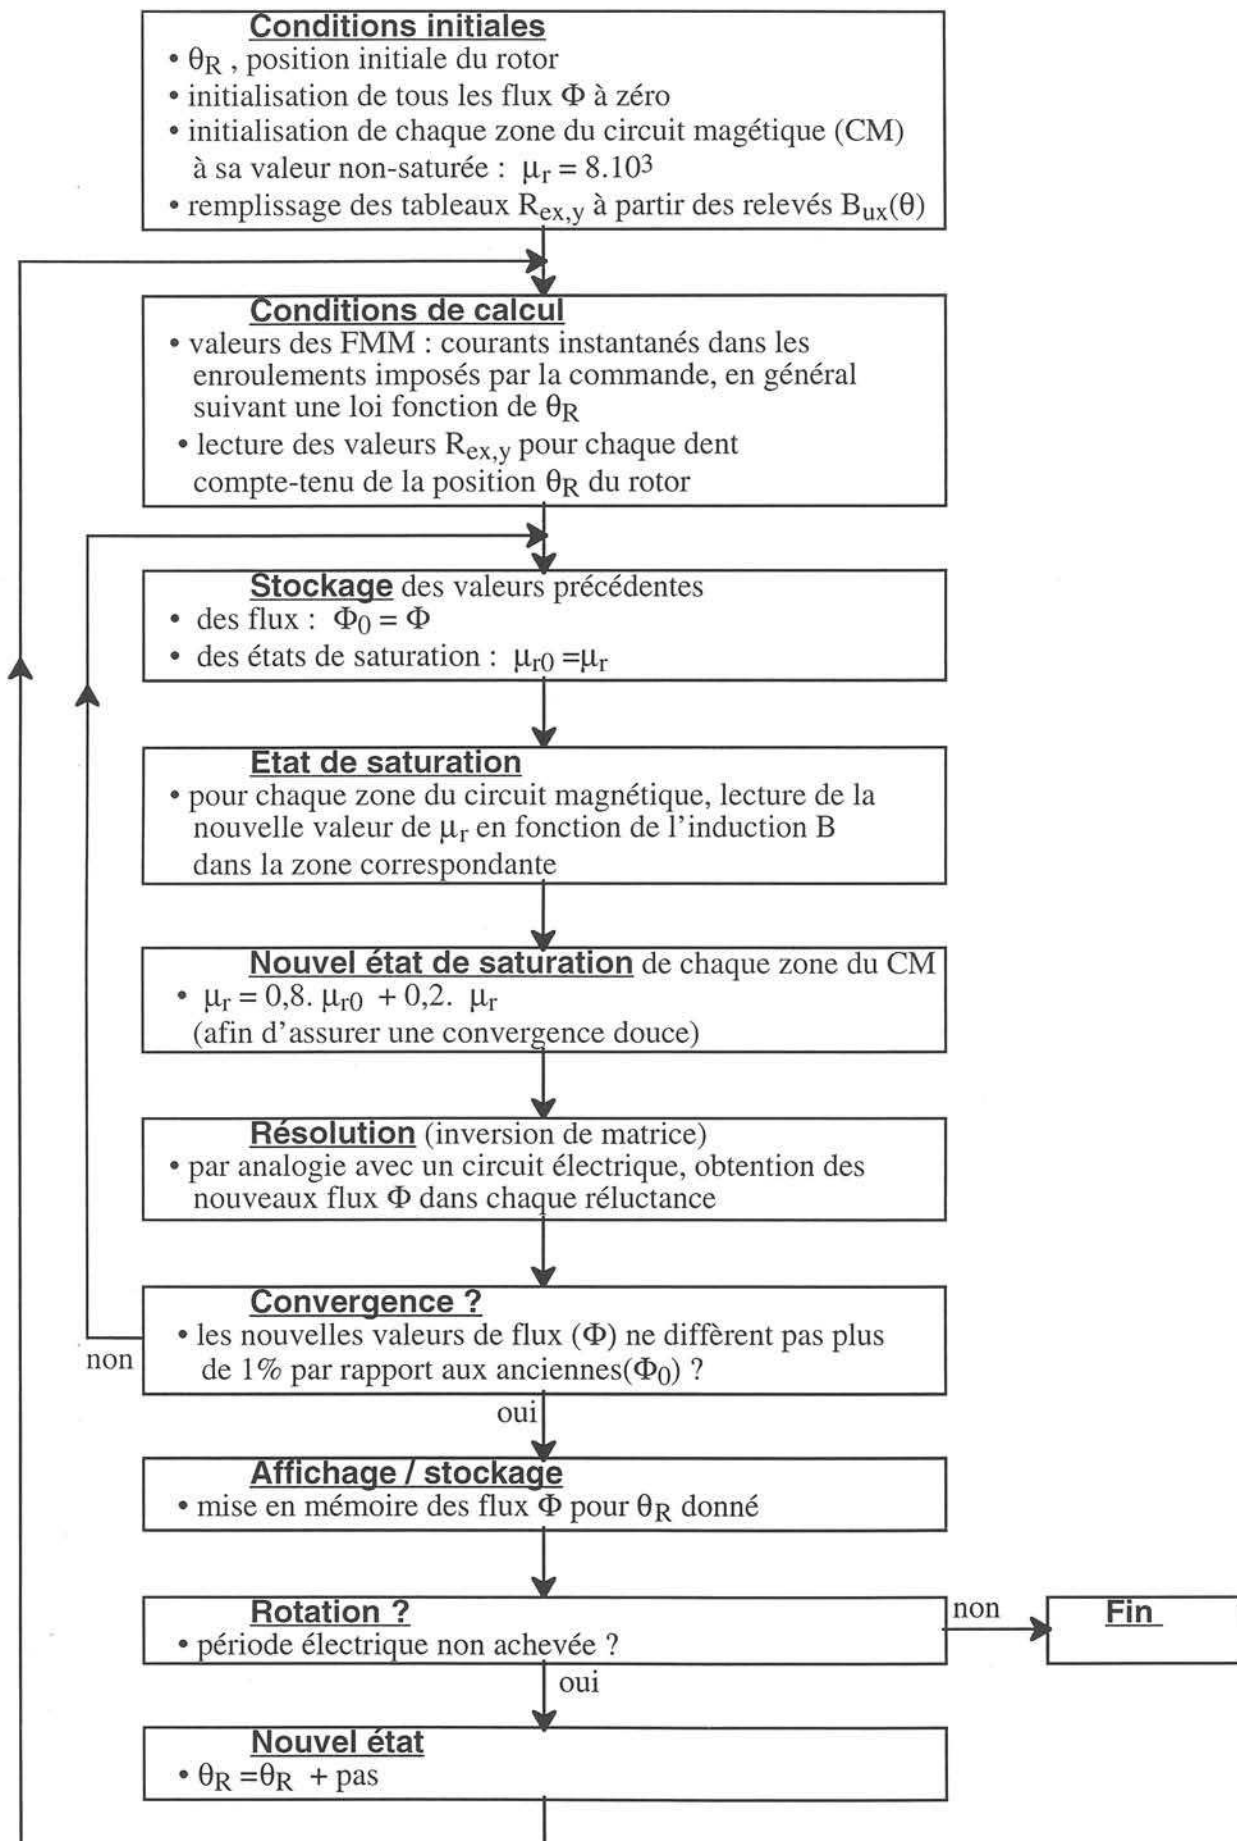 Conditions initiales
• θR , position initiale du rotor
• initialisation de tous les flux Φ à zéro
• initialisation de chaque zone du circuit magétique (CM)
à sa valeur non-saturée : μr = 8.10³
• remplissage des tableaux Rex,y à partir des relevés Bux(θ)
Conditions de calcul
• valeurs des FMM : courants instantanés dans les
enroulements imposés par la commande, en général
suivant une loi fonction de θR
• lecture des valeurs Rex,y pour chaque dent
compte-tenu de la position θR du rotor
Stockage des valeurs précédentes
• des flux : Φ0 = Φ
• des états de saturation : μr0 =μr
Etat de saturation
• pour chaque zone du circuit magnétique, lecture de la
nouvelle valeur de μr en fonction de l'induction B
dans la zone correspondante
Nouvel état de saturation de chaque zone du CM
• μr = 0,8. μr0 + 0,2. μr
(afin d'assurer une convergence douce)
Résolution (inversion de matrice)
• par analogie avec un circuit électrique, obtention des
nouveaux flux Φ dans chaque réluctance
Convergence ?
• les nouvelles valeurs de flux (Φ) ne diffèrent pas plus
de 1% par rapport aux anciennes(Φ0) ?
non
oui
Affichage / stockage
• mise en mémoire des flux Φ pour θR donné
Rotation ?
• période électrique non achevée ?
non
Fin
oui
Nouvel état
• θR =θR + pas